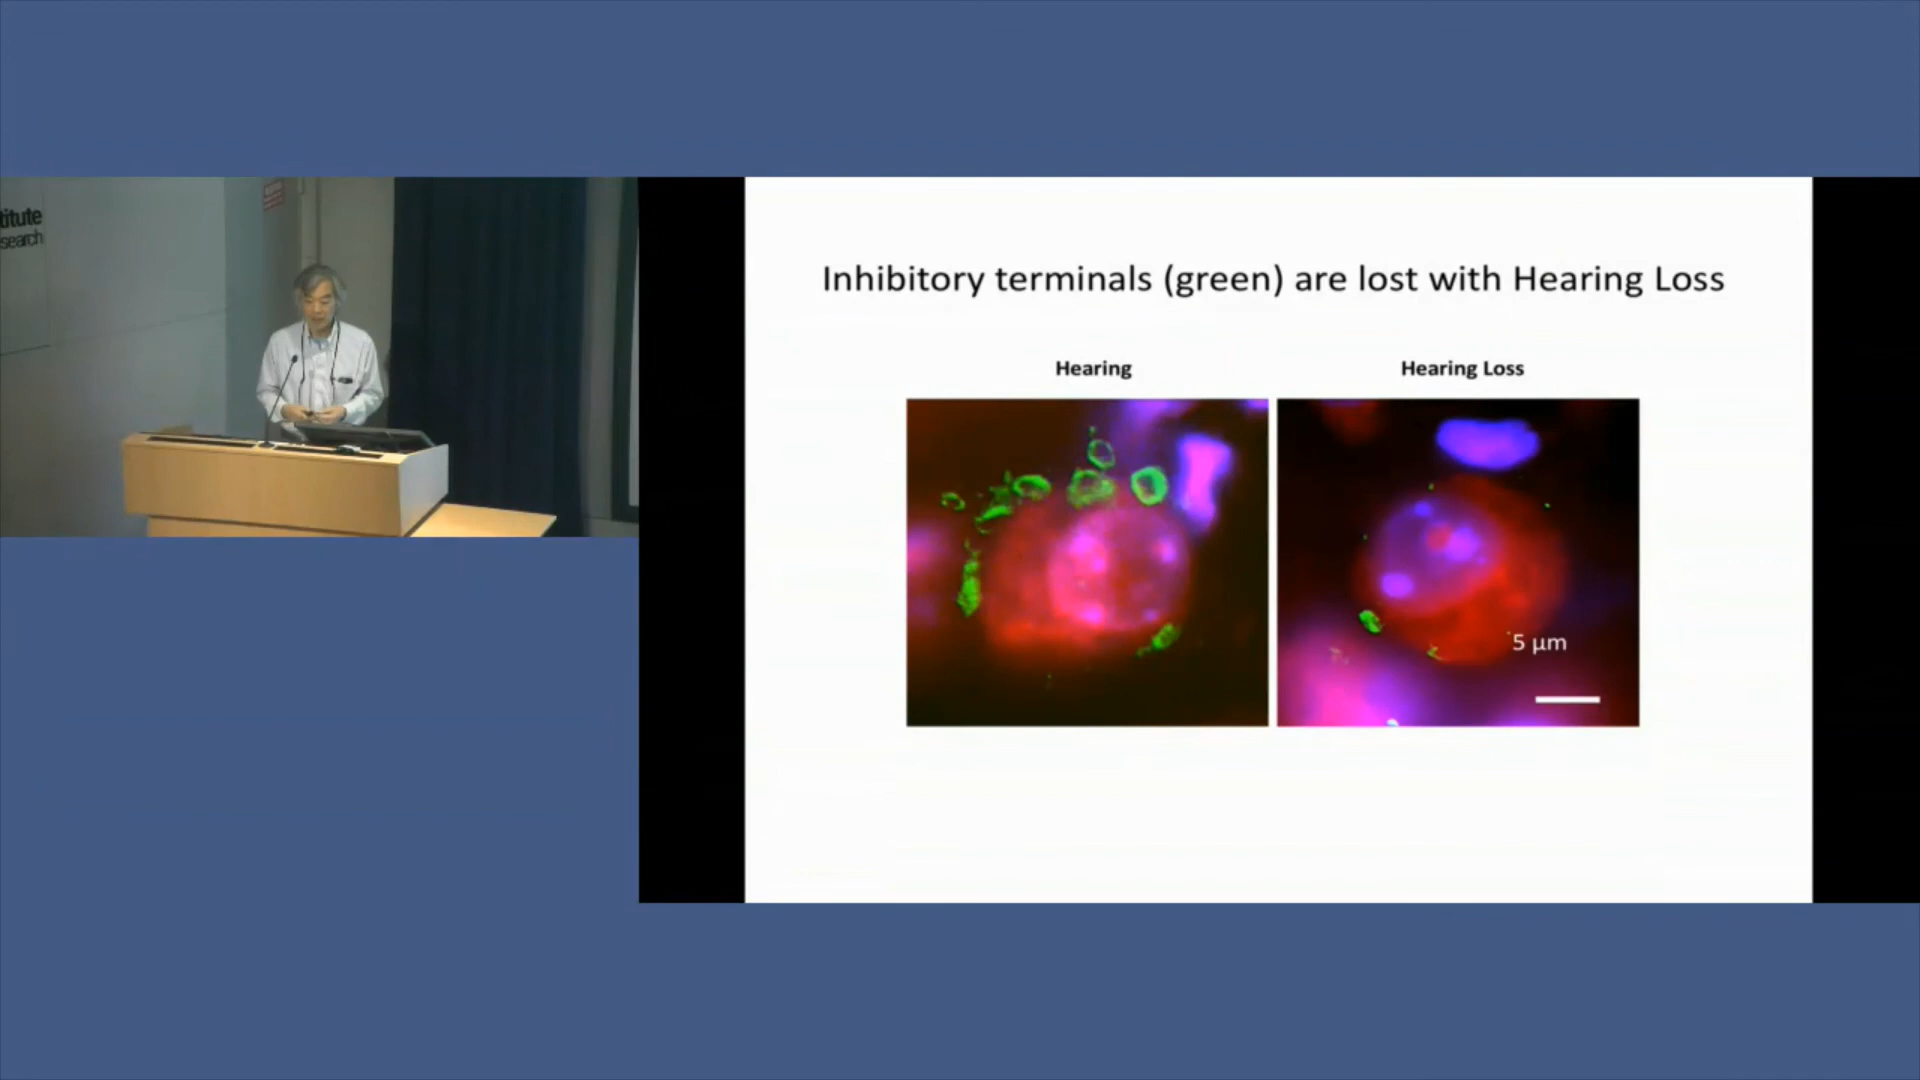 titute
search
Inhibitory terminals (green) are lost with Hearing Loss
Hearing
Hearing Loss
5 µm